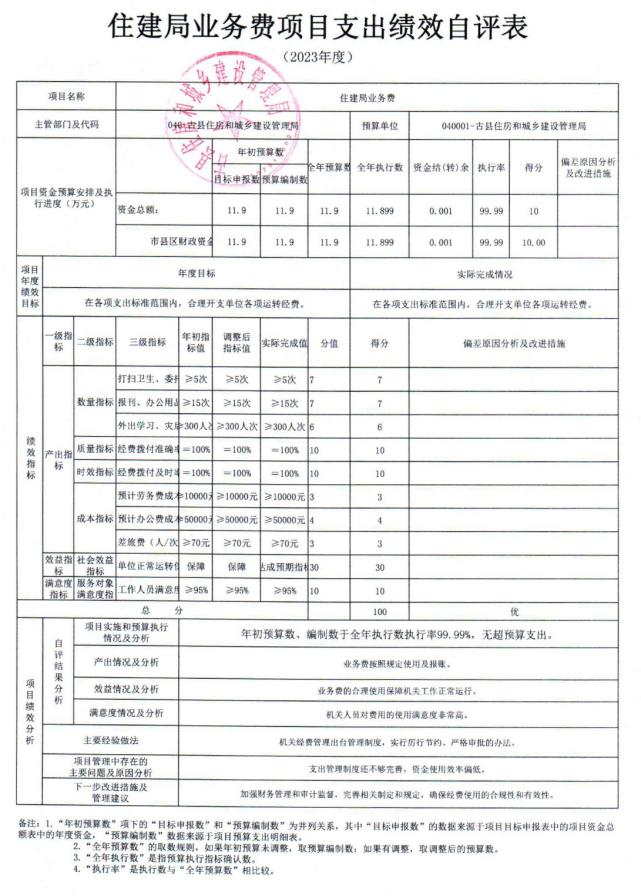 住建局业务费项目支出绩效自评表
（2023年度）
项目名称 住建局业务费
主管部门及代码 040-古县住房和城乡建设管理局 预算单位 040001-古县住房和城乡建设管理局
项目资金预算安排及执行进度（万元） 年初预算数 全年预算数 全年执行数 资金结(转)余 执行率 得分 偏差原因分析及改进措施
目标申报数 预算编制数
资金总额: 11.9 11.9 11.9 11.899 0.001 99.99 10
市县区财政资金 11.9 11.9 11.9 11.899 0.001 99.99 10.00
项目年度绩效目标 年度目标 实际完成情况
在各项支出标准范围内，合理开支单位各项运转经费。 在各项支出标准范围内，合理开支单位各项运转经费。
绩效指标 一级指标 二级指标 三级指标 年初指标值 调整后指标值 实际完成值 分值 得分 偏差原因分析及改进措施
产出指标 数量指标 打扫卫生、委 ≥5次 ≥5次 ≥5次 7 7
报刊、办公用品 ≥15次 ≥15次 ≥15次 7 7
外出学习、灾 ≥300人次 ≥300人次 ≥300人次 6 6
质量指标 经费拨付准确率 =100% =100% =100% 10 10
时效指标 经费拨付及时率 =100% =100% =100% 10 10
成本指标 预计劳务费成本 ≥10000元 ≥10000元 ≥10000元 3 3
预计办公费成本 ≥50000元 ≥50000元 ≥50000元 4 4
差旅费（人/次 ≥70元 ≥70元 ≥70元 3 3
效益指标 社会效益指标 单位正常运转 保障 保障 达成预期指标 30 30
满意度指标 服务对象满意度指 工作人员满意度 ≥95% ≥95% ≥95% 10 10
总 分 100 优
项目绩效分析 自评结果分析 项目实施和预算执行情况及分析 年初预算数、编制数于全年执行数执行率99.99%，无超预算支出。
产出情况及分析 业务费按照规定使用及报账。
效益情况及分析 业务费的合理使用保障机关工作正常运行。
满意度情况及分析 机关人员对费用的使用满意度非常高。
主要经验做法 机关经费管理出台管理制度，实行厉行节约、严格审批的办法。
项目管理中存在的主要问题及原因分析 支出管理制度还不够完善，资金使用效率偏低。
下一步改进措施及管理建议 加强财务管理和审计监督，完善相关制定和规定，确保经费使用的合规性和有效性。
备注：1.“年初预算数”项下的“目标申报数”和“预算编制数”为并列关系，其中“目标申报数”的数据来源于项目目标申报表中的项目资金总
额表中的年度资金，“预算编制数”数据来源于项目预算支出明细表。
2.“全年预算数”的取数规则，如果年初预算未调整，取预算编制数；如果有调整，取调整后的预算数。
3.“全年执行数”是指预算执行指标确认数。
4.“执行率”是执行数与“全年预算数”相比较。
古县住房和城乡建设管理局